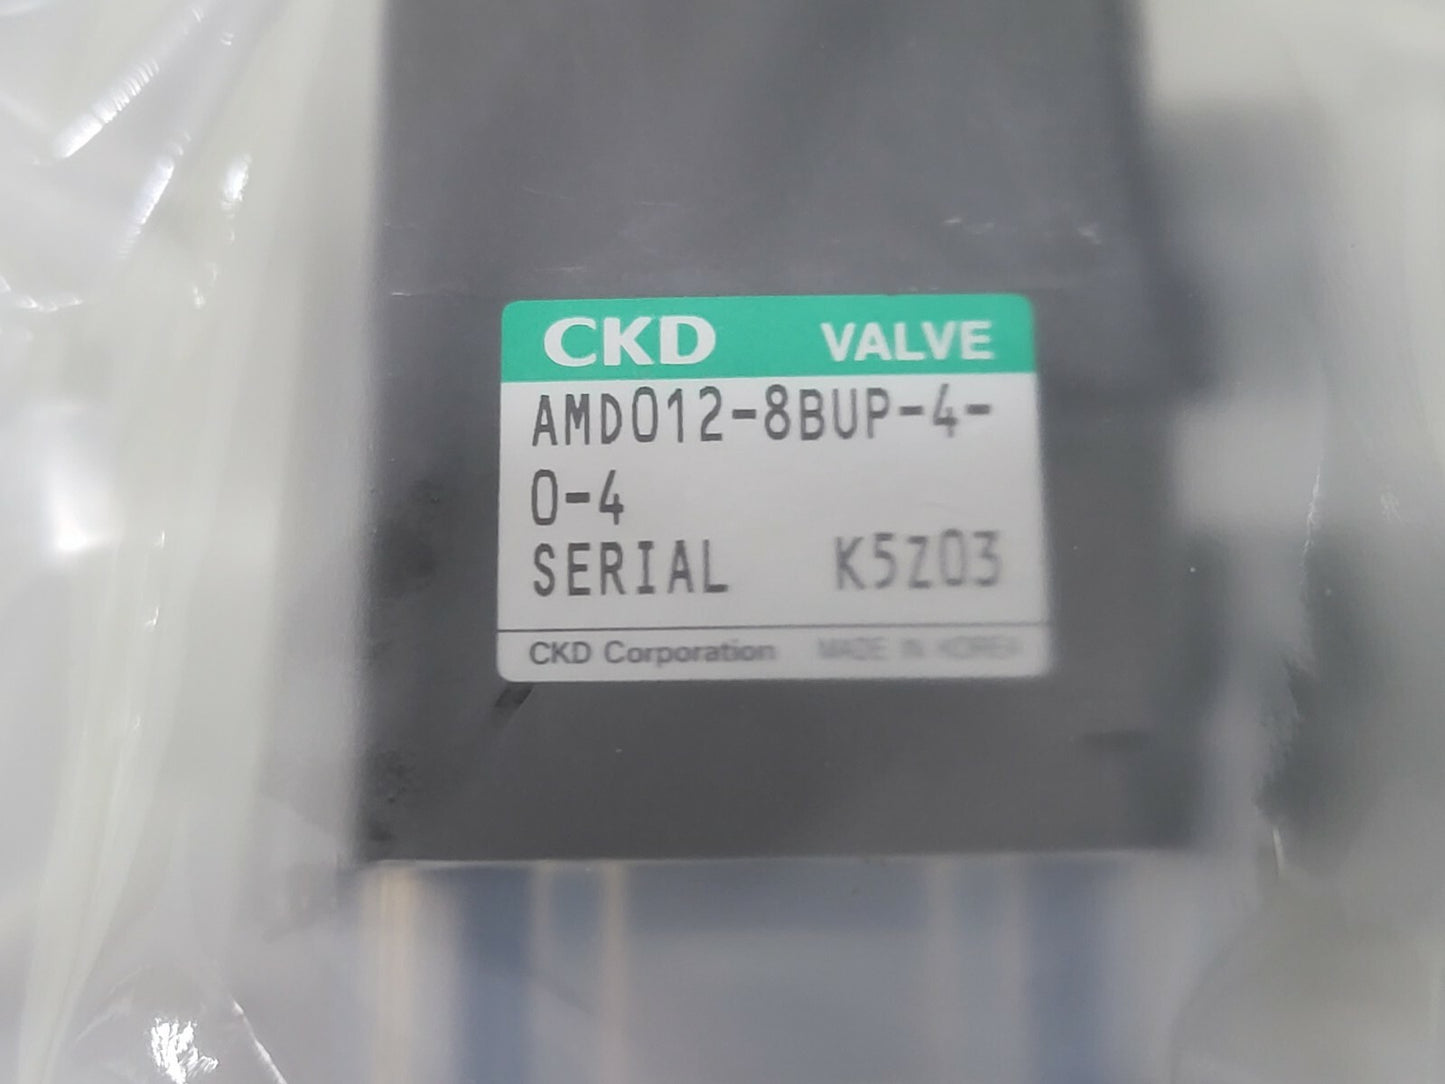 CKD VALVE
AMD012-8BUP-4-
0-4
SERIAL K5Z03
CKD Corporation MADE IN KOREA